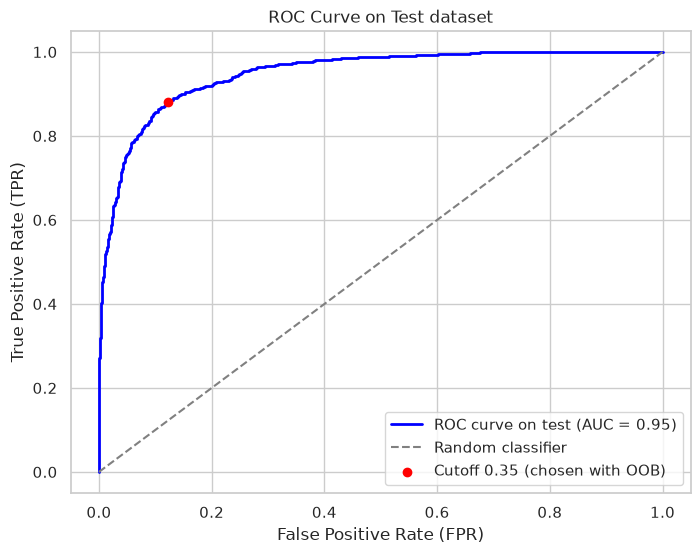 ROC Curve on Test dataset
True Positive Rate (TPR)
1.0
0.8
0.6
0.4
0.2
0.0
ROC curve on test (AUC = 0.95)
Random classifier
Cutoff 0.35 (chosen with OOB)
0.0 0.2 0.4 0.6 0.8 1.0
False Positive Rate (FPR)